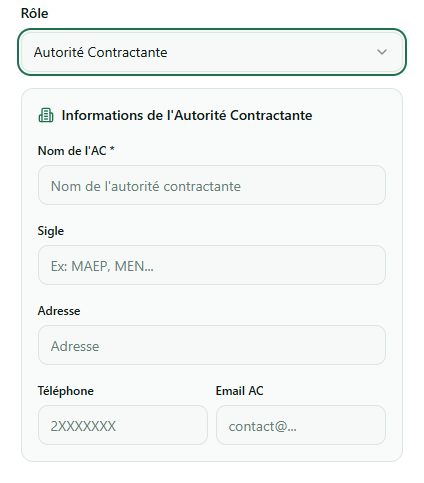 Rôle
Autorité Contractante
Informations de l'Autorité Contractante
Nom de l'AC *
Nom de l'autorité contractante
Sigle
Ex: MAEP, MEN...
Adresse
Adresse
Téléphone
Email AC
2XXXXXXX
contact@...